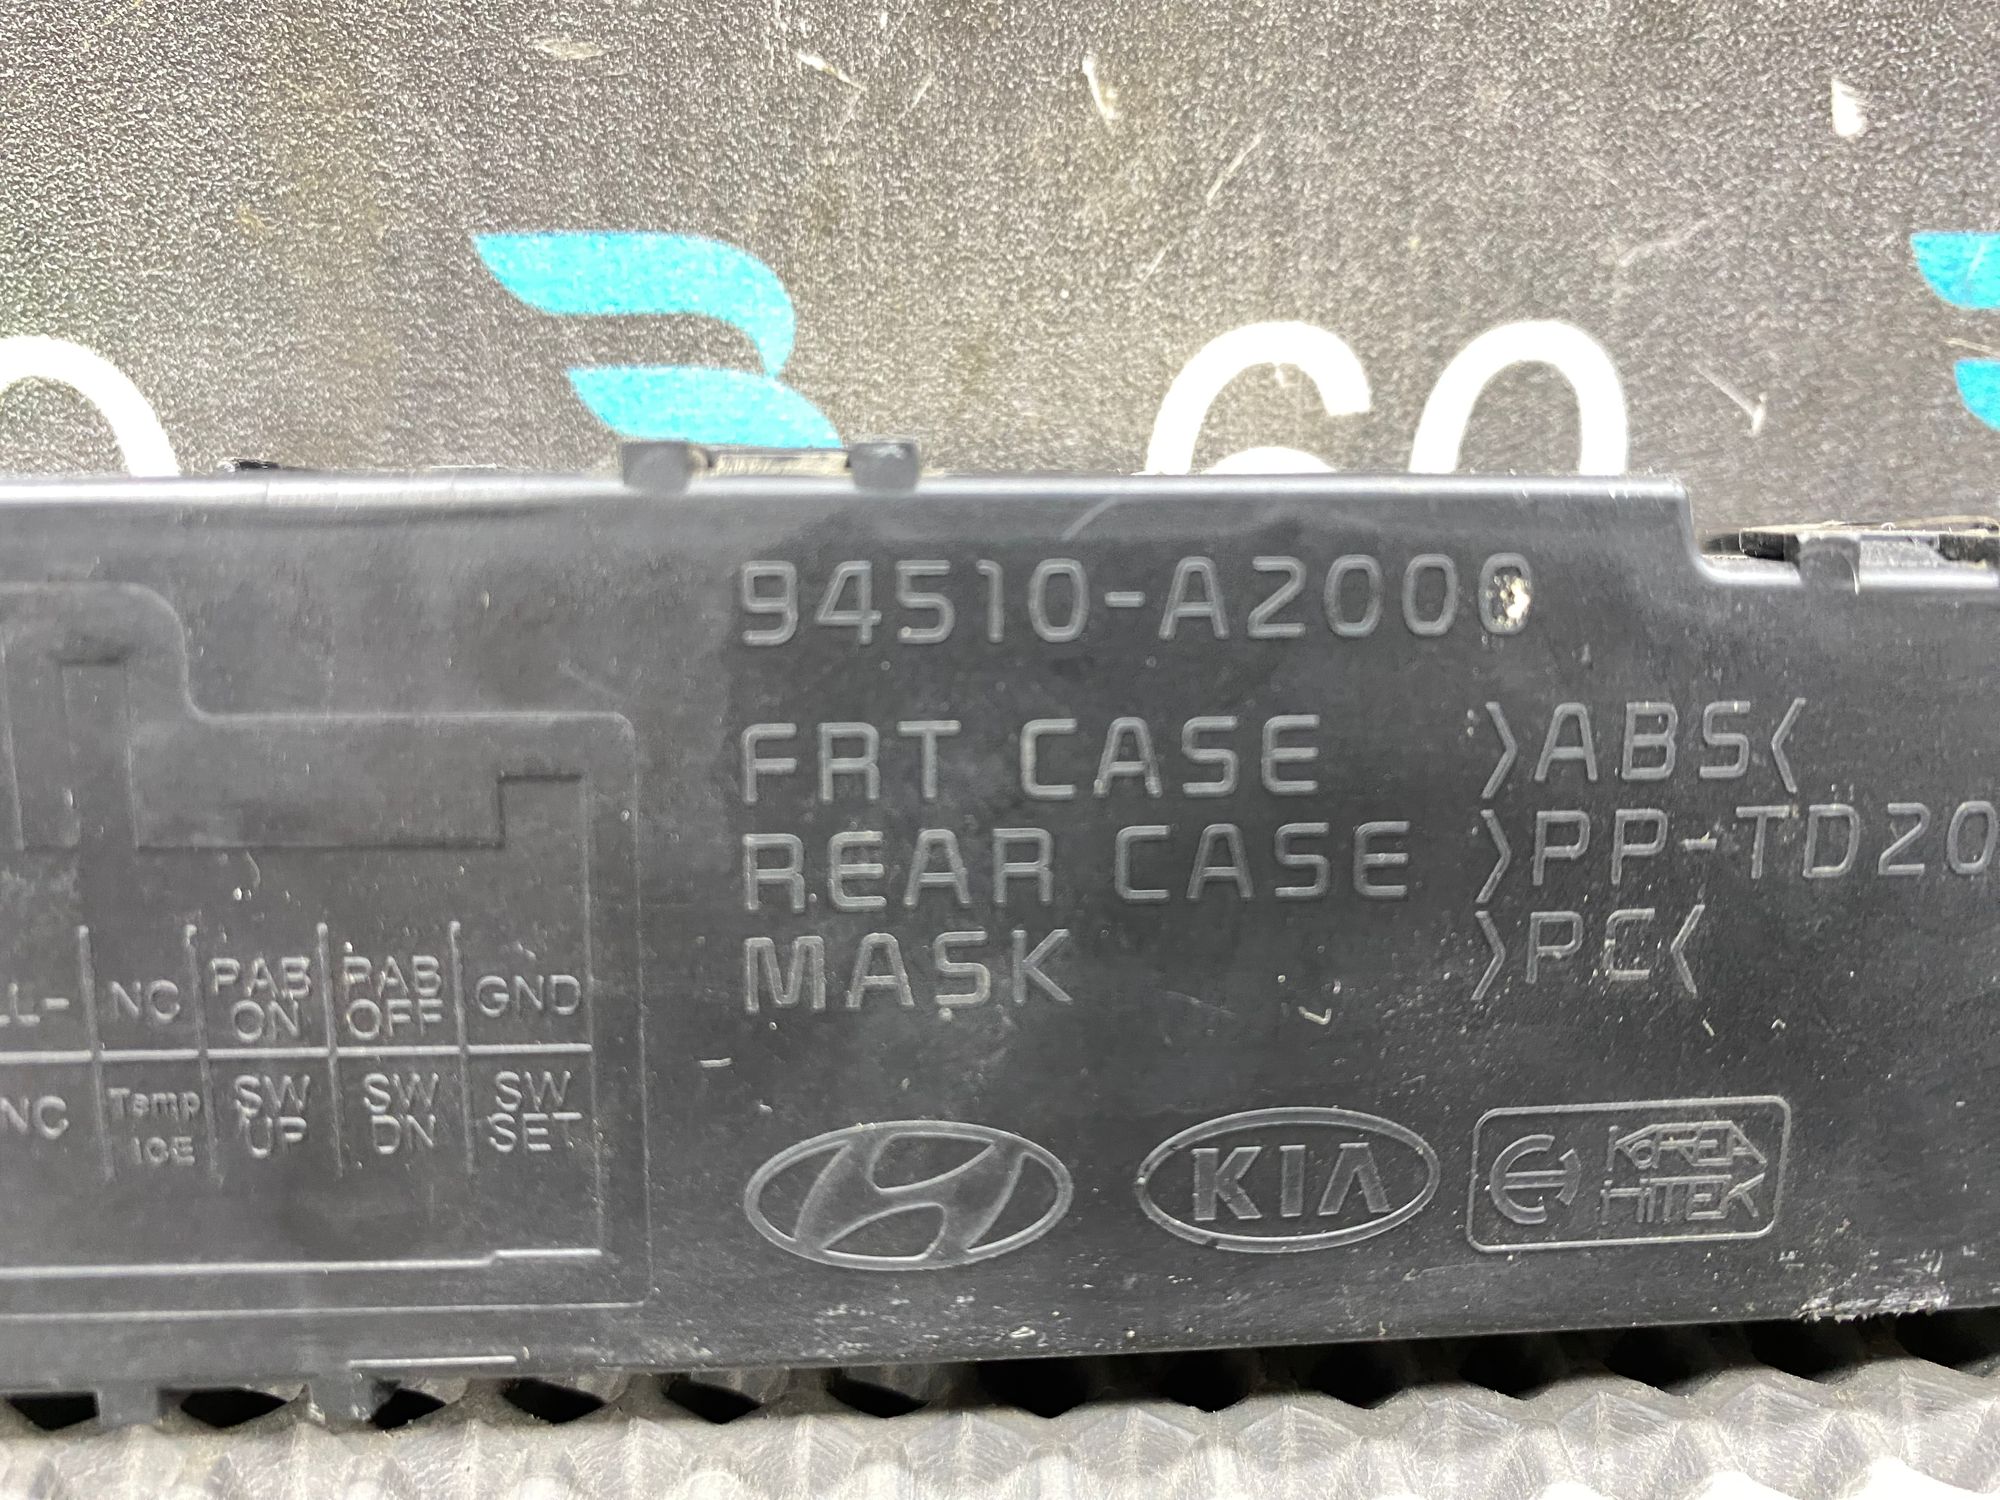 94510-A2000
FRT CASE >ABS<
REAR CASE >PP-TD20
MASK >PC<
LL- NC PAB ON PAB OFF GND
NC Temp ICE SW UP SW DN SW SET
KIA KOREA HiTEK